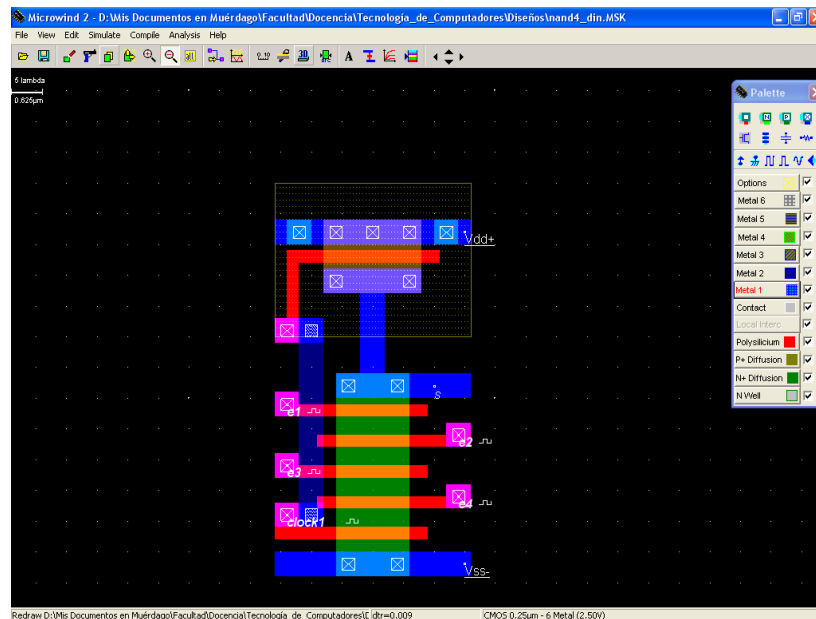 Microwind 2 - D:\Mis Documentos en Muérdago\Facultad\Docencia\Tecnología_de_Computadores\Diseños\nand4_din.MSK
File View Edit Simulate Compile Analysis Help
5 lambda
0.625µm
Palette
Options
Metal 6
Metal 5
Metal 4
Metal 3
Metal 2
Metal 1
Contact
Local Interc
Polysilicium
P+ Diffusion
N+ Diffusion
N Well
Vdd+
s
e1
e2
e3
e4
clock1
Vss-
Redraw D:\Mis Documentos en Muérdago\Facultad\Docencia\Tecnología_de_Computadores\[ dtr=0.009 CMOS 0.25µm - 6 Metal (2.50V)